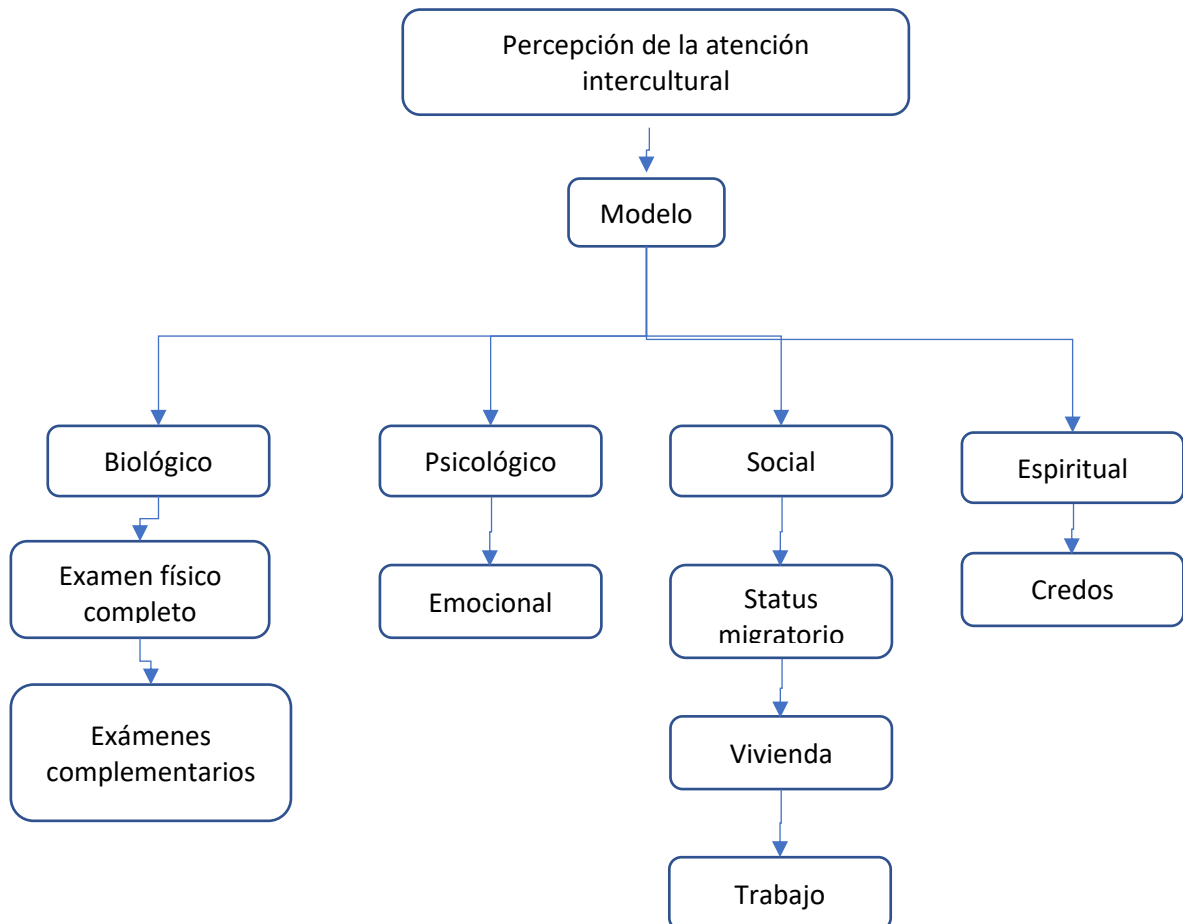 Percepción de la atención
intercultural
Modelo
Biológico
Psicológico
Social
Espiritual
Examen físico
completo
Emocional
Status
migratorio
Credos
Exámenes
complementarios
Vivienda
Trabajo